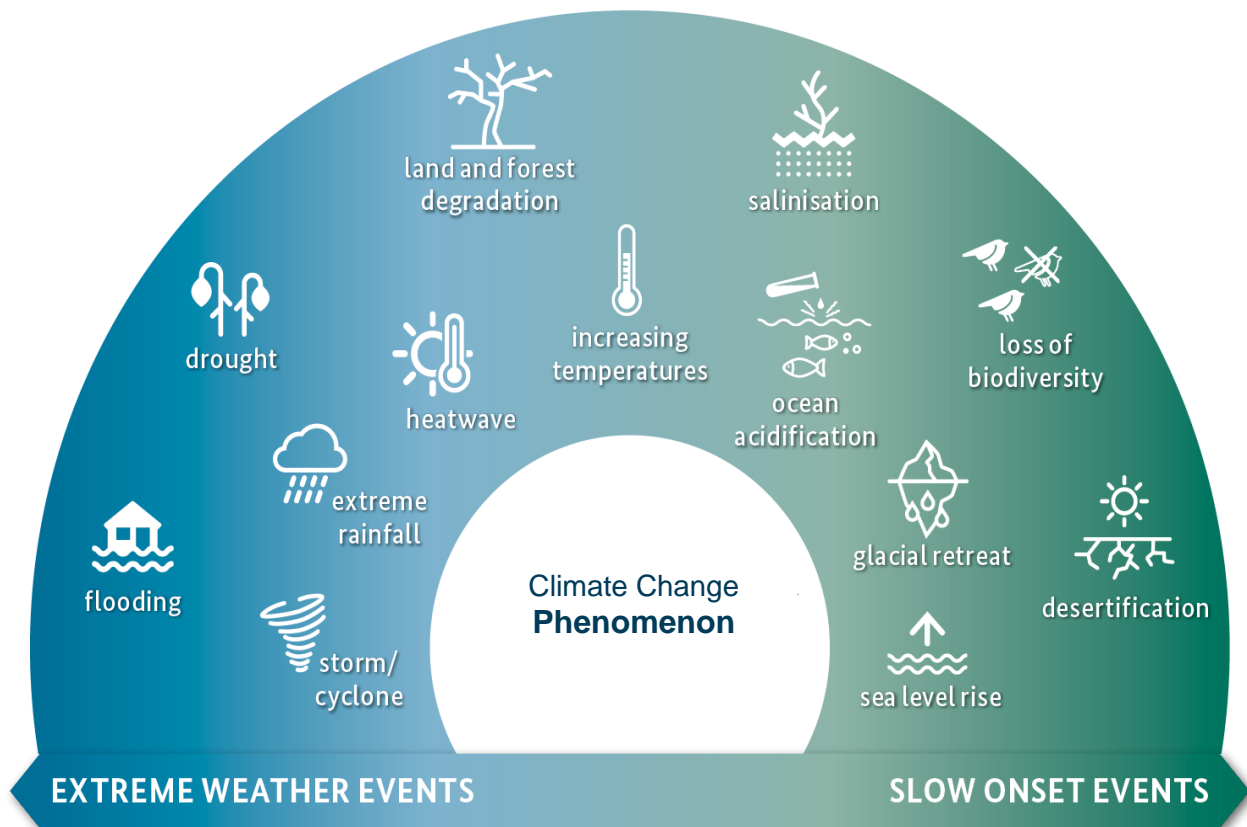 land and forest
degradation
salinisation
drought
heatwave
increasing
temperatures
ocean
acidification
loss of
biodiversity
extreme
rainfall
flooding
storm/
cyclone
glacial retreat
desertification
sea level rise
Climate Change
Phenomenon
EXTREME WEATHER EVENTS
SLOW ONSET EVENTS